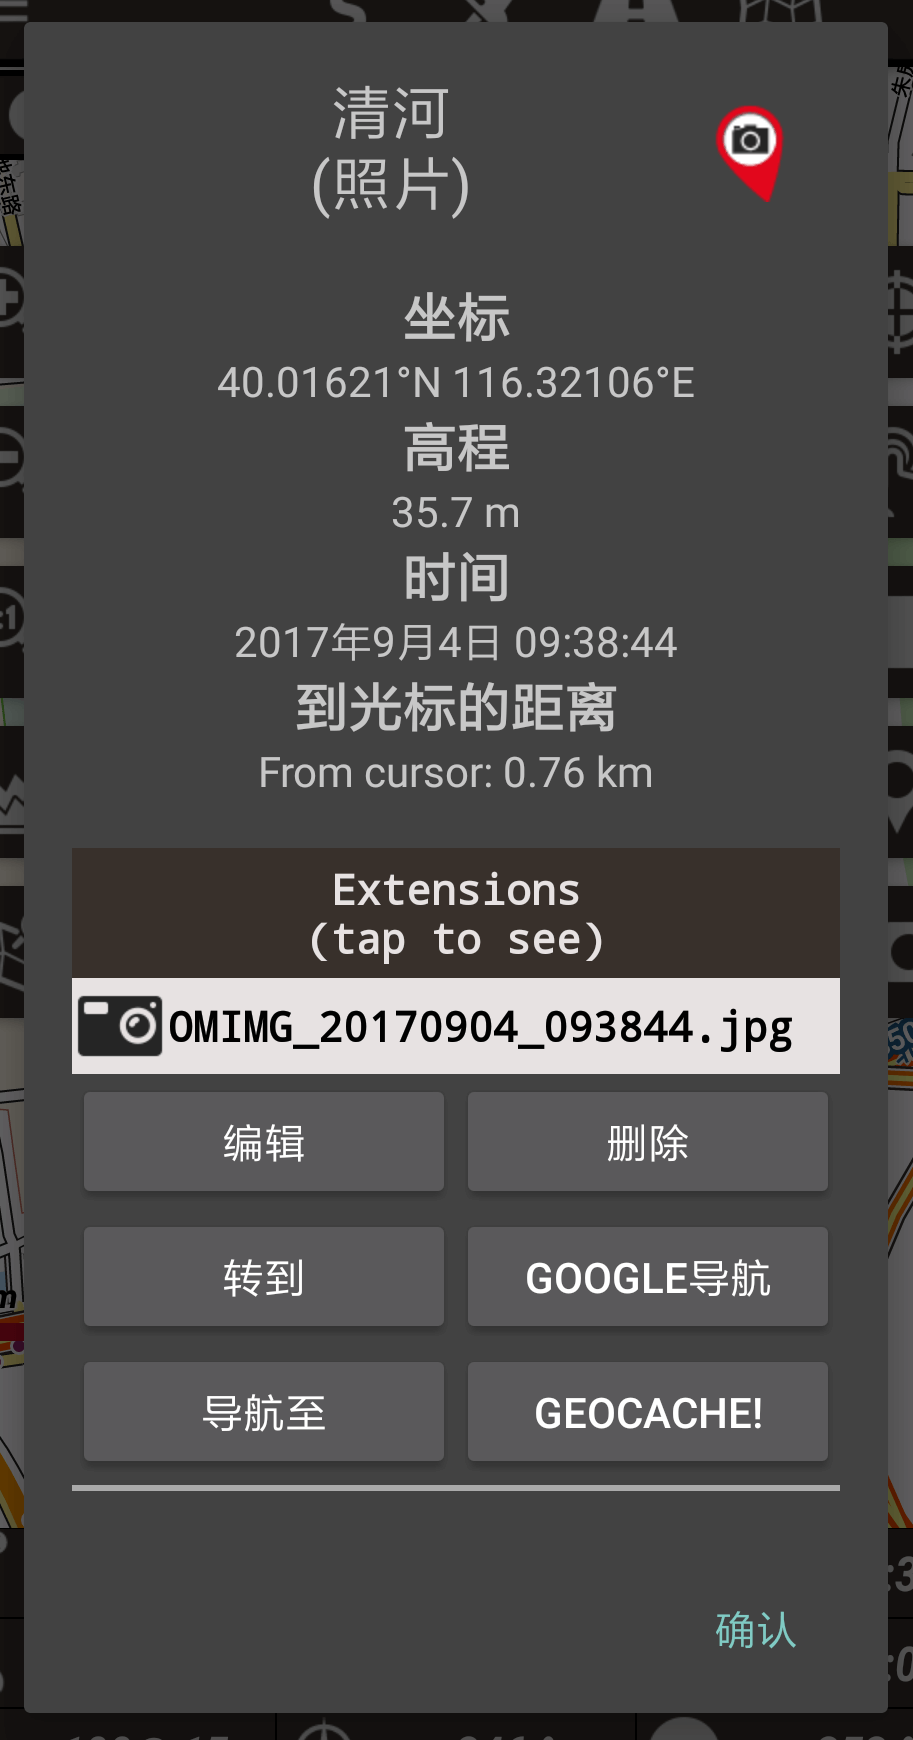 清河
(照片)
坐标
40.01621°N 116.32106°E
高程
35.7 m
时间
2017年9月4日 09:38:44
到光标的距离
From cursor: 0.76 km
Extensions
(tap to see)
OMIMG_20170904_093844.jpg
编辑
删除
转到
GOOGLE导航
导航至
GEOCACHE!
确认